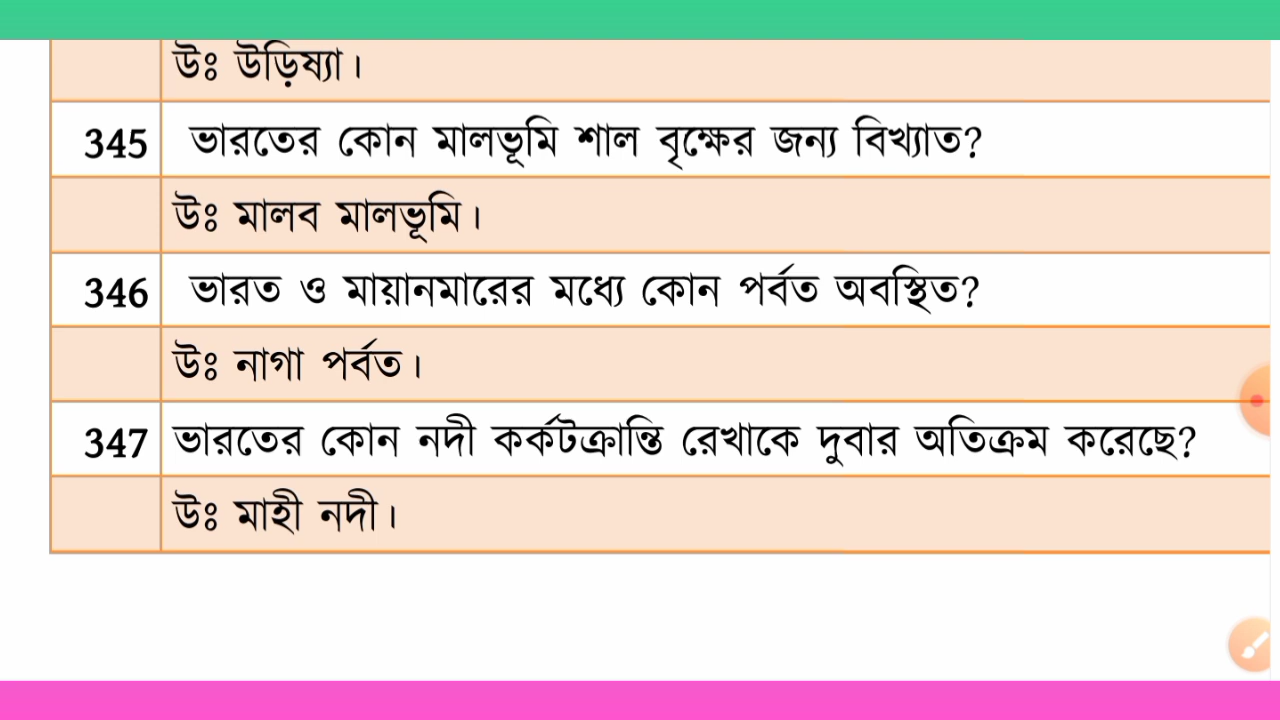 উঃ উড়িষ্যা।
345 ভারতের কোন মালভূমি শাল বৃক্ষের জন্য বিখ্যাত?
উঃ মালব মালভূমি।
346 ভারত ও মায়ানমারের মধ্যে কোন পর্বত অবস্থিত?
উঃ নাগা পর্বত।
347 ভারতের কোন নদী কর্কটক্রান্তি রেখাকে দুবার অতিক্রম করেছে?
উঃ মাহী নদী।